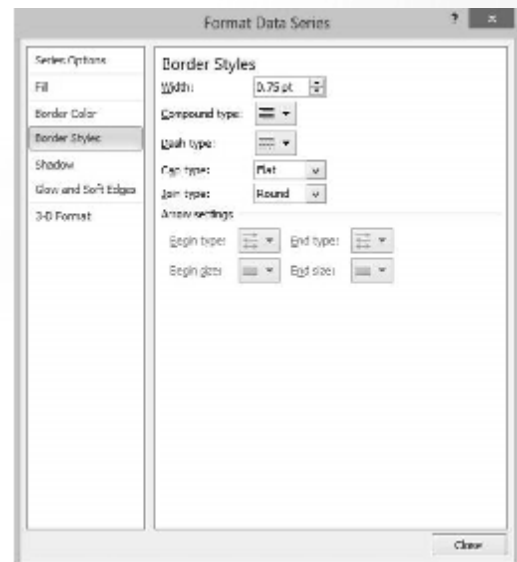 Format Data Series
?
Series Options
Fill
Border Color
Border Styles
Shadow
Glow and Soft Edges
3-D Format
Border Styles
Width: 0.75 pt
Compound type:
Dash type:
Cap type: Flat
Join type: Round
Arrow settings
Begin type: End type:
Begin size: End size:
Close